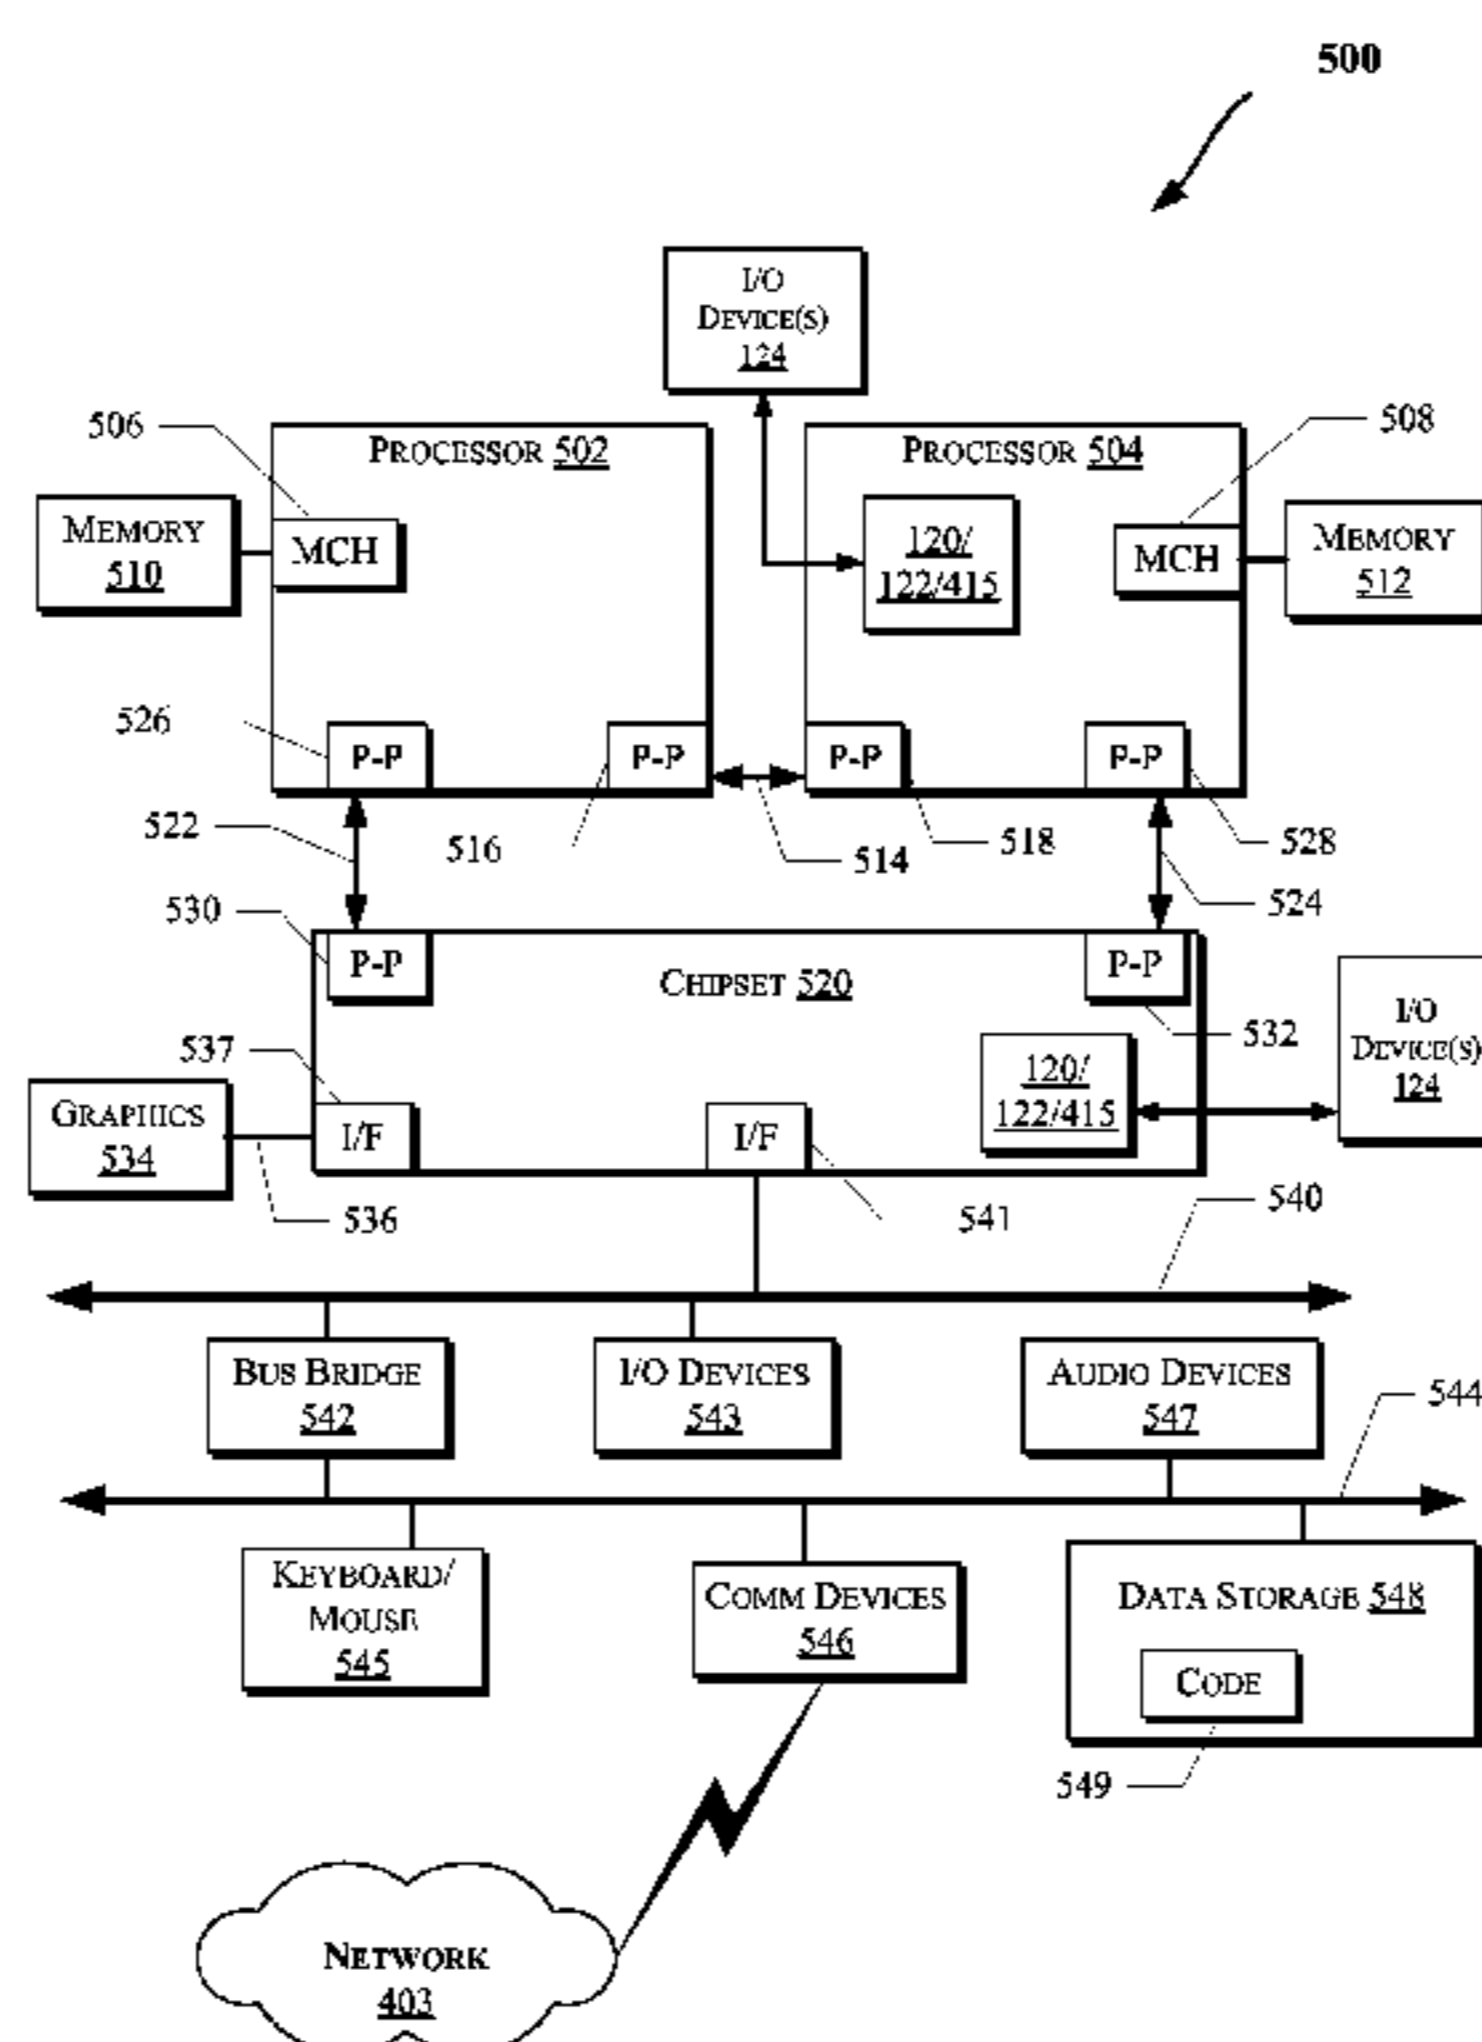 500
I/O
DEVICE(S)
124
506
PROCESSOR 502
PROCESSOR 504
508
MEMORY
510
MCH
120/
122/415
MCH
MEMORY
512
526
P-P
P-P
P-P
P-P
522
516
514
518
528
530
524
P-P
CHIPSET 520
P-P
I/O
DEVICE(S)
124
537
532
120/
122/415
GRAPHICS
534
I/F
I/F
536
541
540
BUS BRIDGE
542
I/O DEVICES
543
AUDIO DEVICES
547
544
KEYBOARD/
MOUSE
545
COMM DEVICES
546
DATA STORAGE 548
CODE
549
NETWORK
403